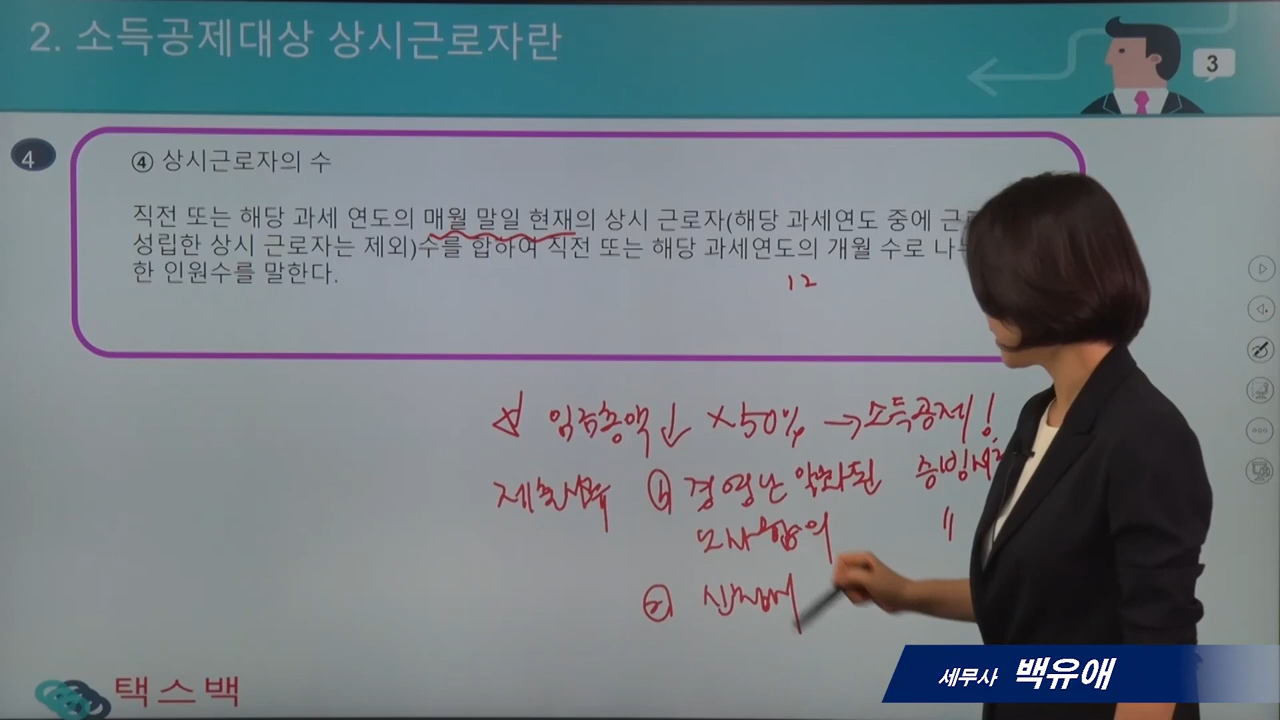 2. 소득공제대상 상시근로자란
3
4
④ 상시근로자의 수
직전 또는 해당 과세 연도의 매월 말일 현재의 상시 근로자(해당 과세연도 중에
성립한 상시 근로자는 제외)수를 합하여 직전 또는 해당 과세연도의 개월 수로
한 인원수를 말한다.
12
임금총액 ↓ ×50% → 소득공제!
제출서류 ① 경영난 악화된 증빙서류
노사합의 〃
② 신청서
택스백
세무사 백유애